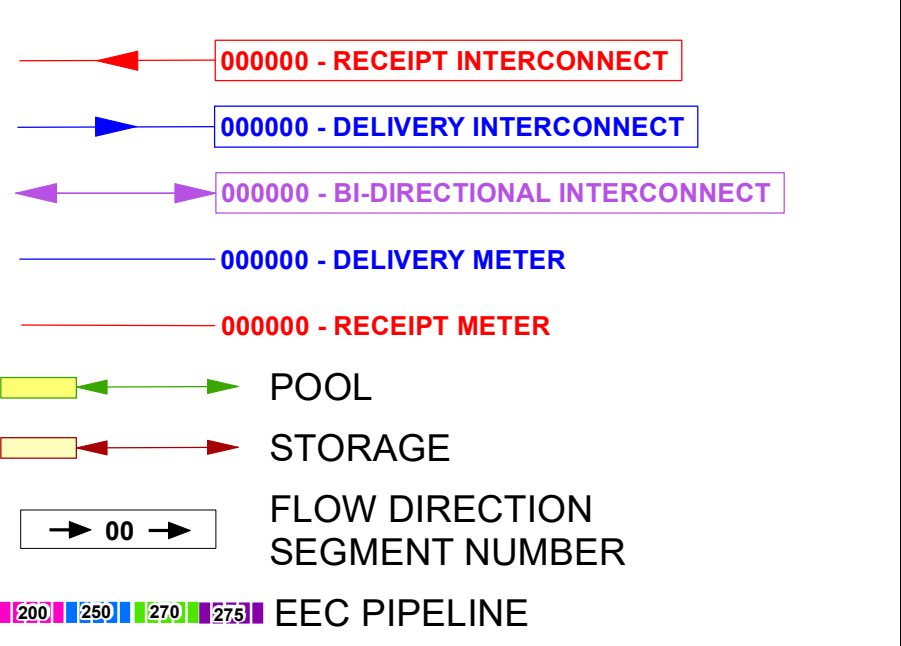 000000 - RECEIPT INTERCONNECT
000000 - DELIVERY INTERCONNECT
000000 - BI-DIRECTIONAL INTERCONNECT
000000 - DELIVERY METER
000000 - RECEIPT METER
POOL
STORAGE
00
FLOW DIRECTION
SEGMENT NUMBER
200 250 270 275 EEC PIPELINE